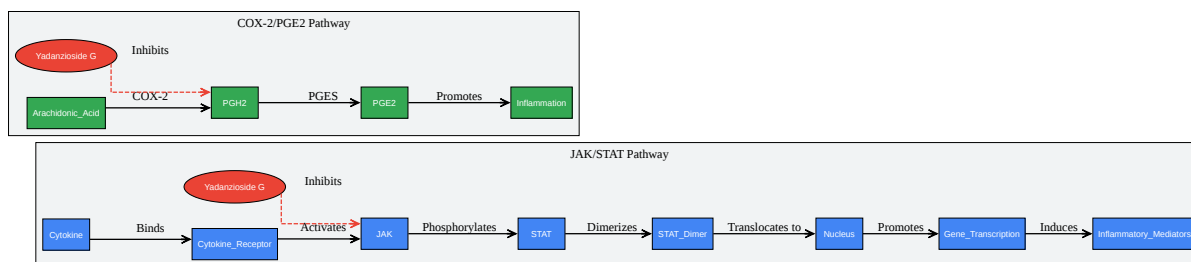 COX-2/PGE2 Pathway
Yadanzioside G
Inhibits
Arachidonic_Acid
COX-2
PGH2
PGES
PGE2
Promotes
Inflammation
JAK/STAT Pathway
Yadanzioside G
Inhibits
Cytokine
Binds
Cytokine_Receptor
Activates
JAK
Phosphorylates
STAT
Dimerizes
STAT_Dimer
Translocates to
Nucleus
Promotes
Gene_Transcription
Induces
Inflammatory_Mediators